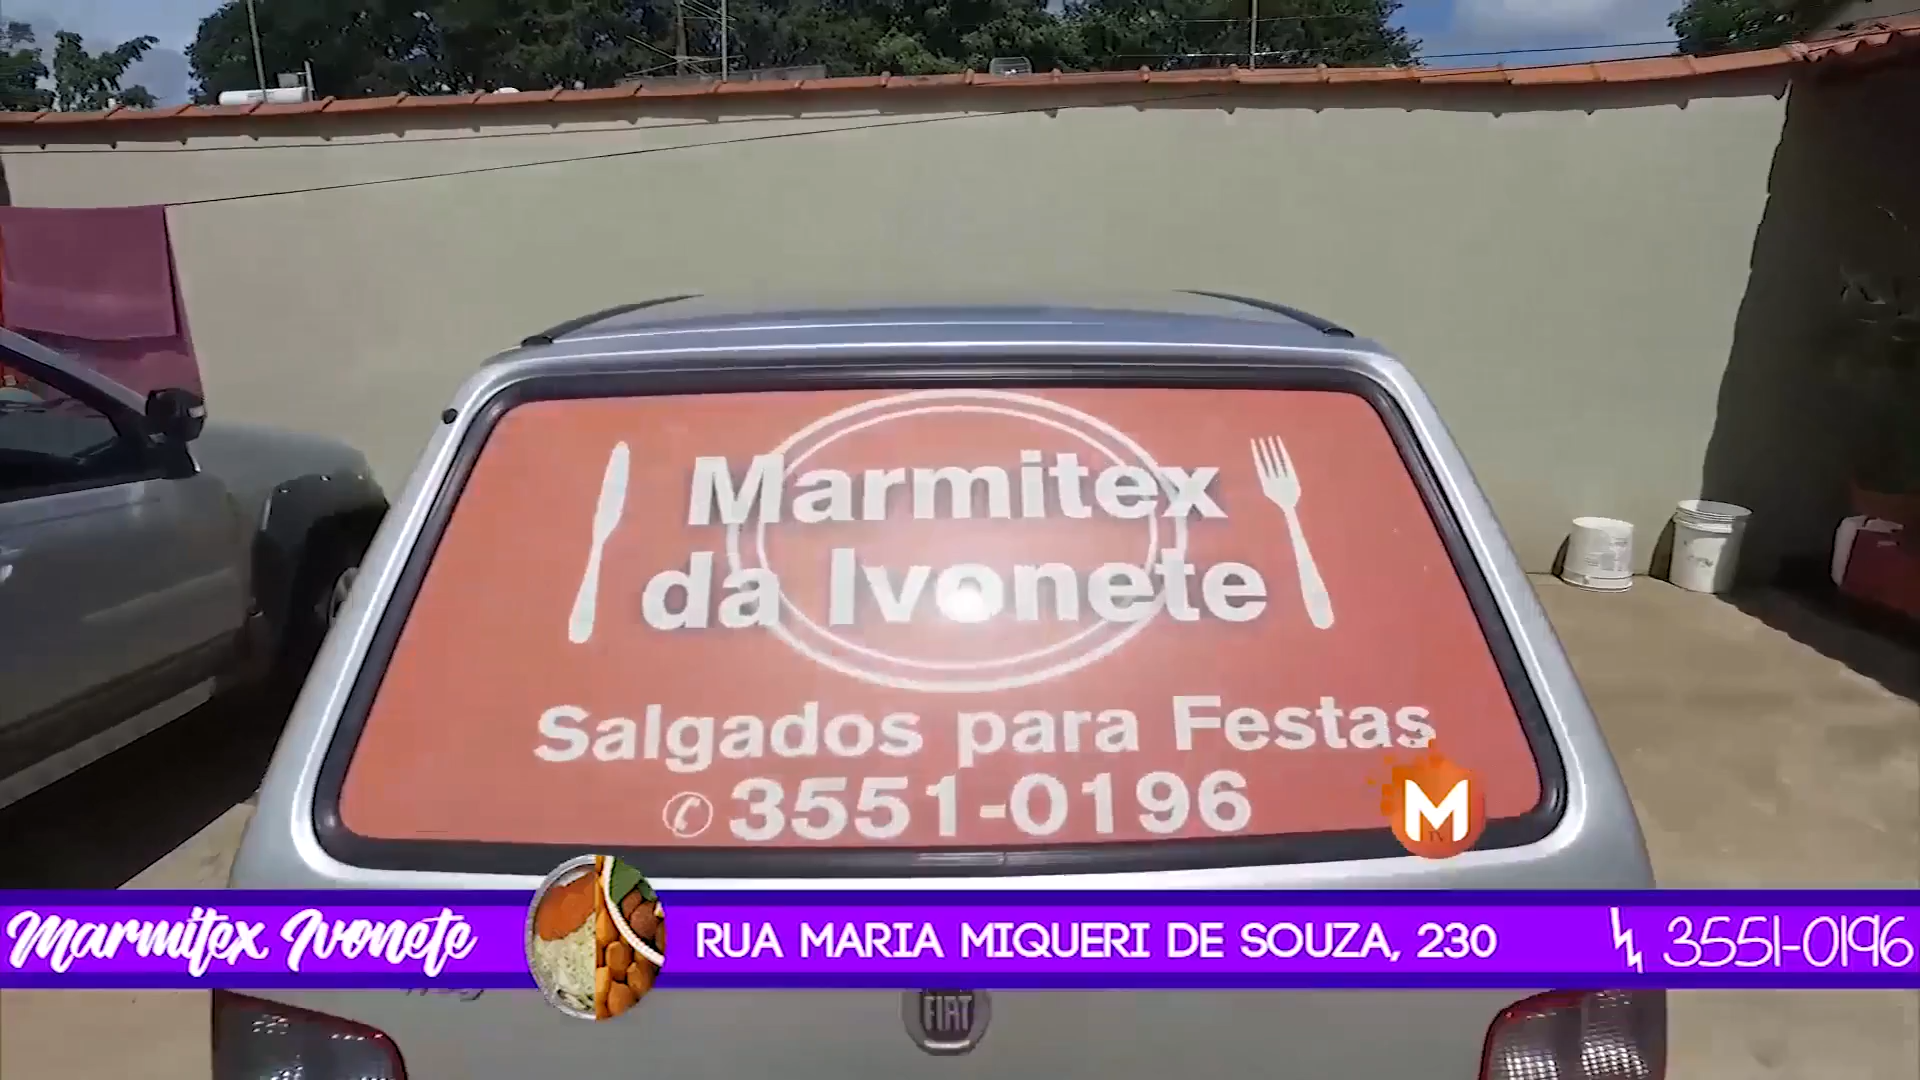 Marmitex
da Ivonete
Salgados para Festas
3551-0196
M
TV
Marmitex Ivonete
RUA MARIA MIQUERI DE SOUZA, 230
3551-0196
FIAT